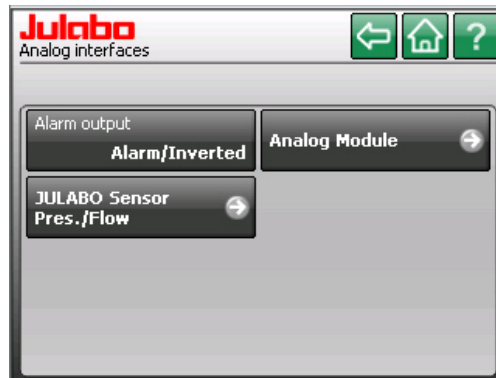 Julabo
Analog interfaces
?
Alarm output
Alarm/Inverted
Analog Module
JULABO Sensor
Pres./Flow